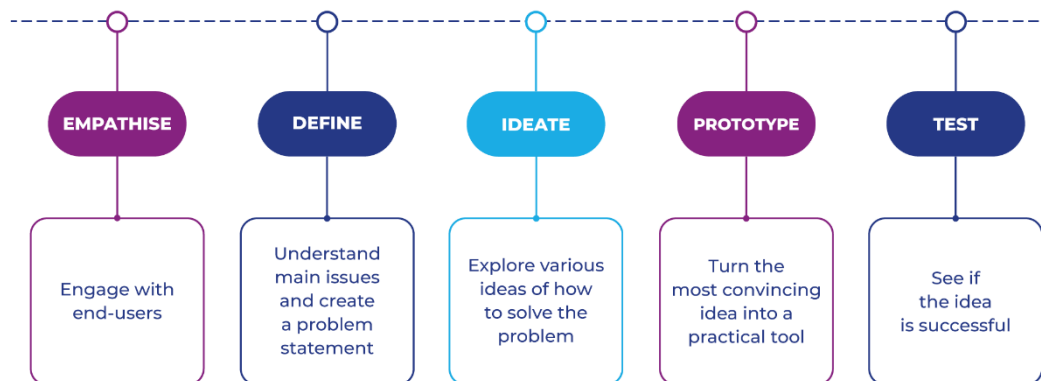 EMPATHISE
DEFINE
IDEATE
PROTOTYPE
TEST
Engage with
end-users
Understand
main issues
and create
a problem
statement
Explore various
ideas of how
to solve the
problem
Turn the
most convincing
idea into a
practical tool
See if
the idea
is successful